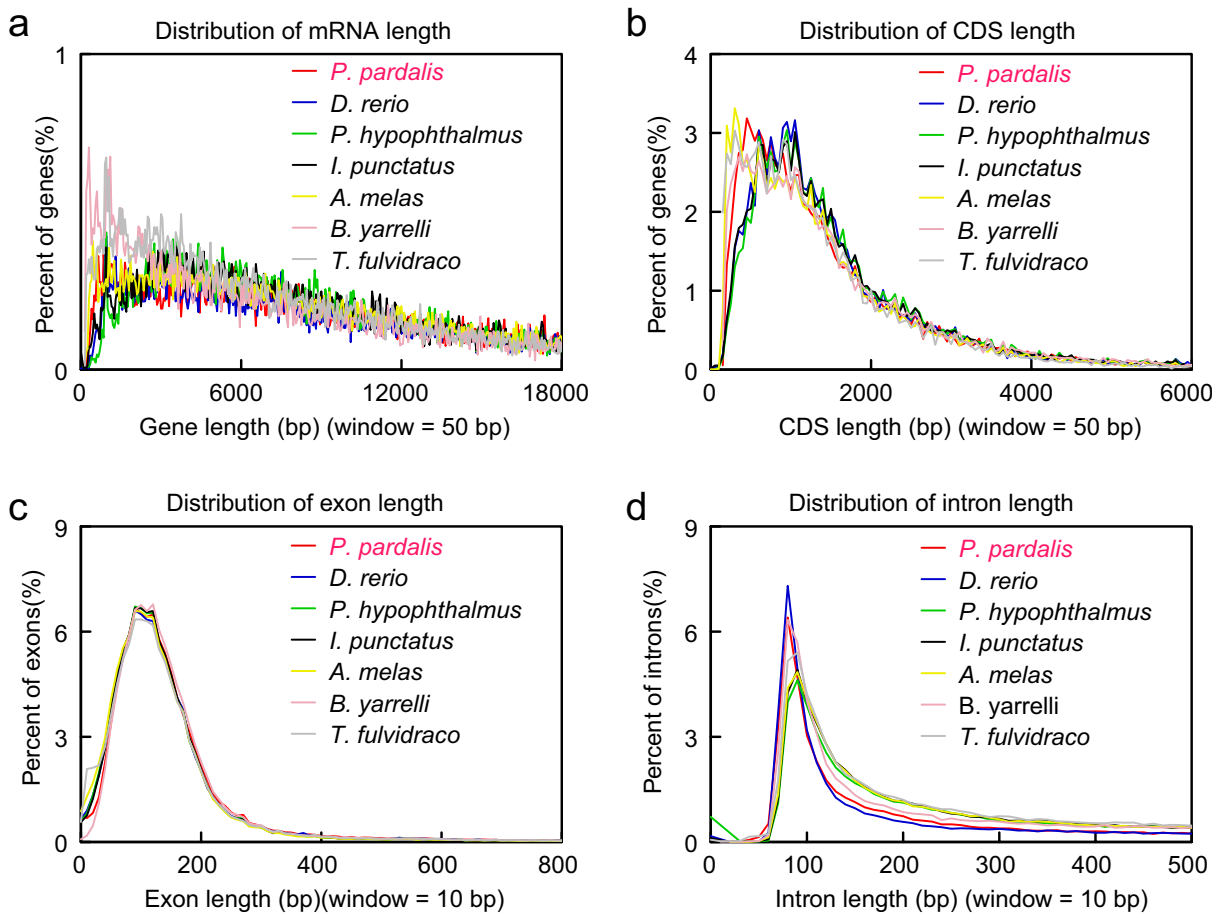 a
Distribution of mRNA length
1
P. pardalis
D. rerio
P. hypophthalmus
I. punctatus
A. melas
B. yarrelli
T. fulvidraco
Percent of genes(%)
0
0 6000 12000 18000
Gene length (bp) (window = 50 bp)
b
Distribution of CDS length
4
3
2
1
0
P. pardalis
D. rerio
P. hypophthalmus
I. punctatus
A. melas
B. yarrelli
T. fulvidraco
Percent of genes(%)
0 2000 4000 6000
CDS length (bp) (window = 50 bp)
c
Distribution of exon length
9
6
3
0
P. pardalis
D. rerio
P. hypophthalmus
I. punctatus
A. melas
B. yarrelli
T. fulvidraco
Percent of exons(%)
0 200 400 600 800
Exon length (bp)(window = 10 bp)
d
Distribution of intron length
9
6
3
0
P. pardalis
D. rerio
P. hypophthalmus
I. punctatus
A. melas
B. yarrelli
T. fulvidraco
Percent of introns(%)
0 100 200 300 400 500
Intron length (bp) (window = 10 bp)